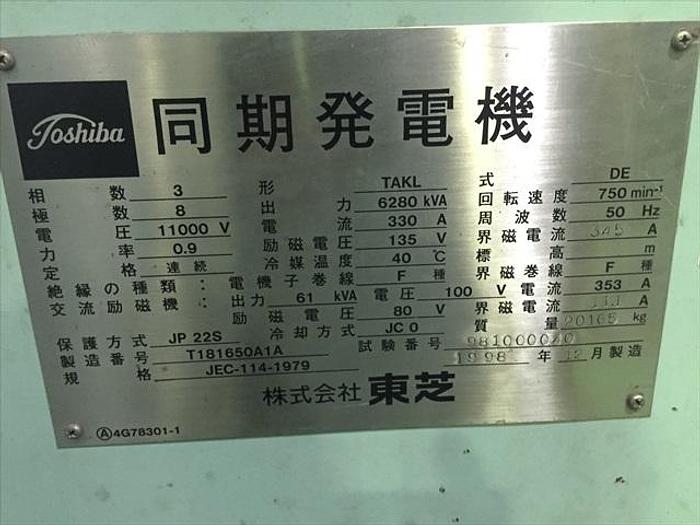 Toshiba 同期発電機
相数 3 形 TAKL 式 DE
極数 8 出力 6280 kVA 回転速度 750 min⁻¹
電圧 11000 V 電流 330 A 周波数 50 Hz
力率 0.9 励磁電圧 135 V 界磁電流 345 A
定格 連続 冷媒温度 40 ℃ 標高 m
絶縁の種類: 電機子巻線 F 種 界磁巻線 F 種
交流励磁機: 出力 61 kVA 電圧 100 V 電流 353 A
励磁電圧 80 V 界磁電流 A
保護方式 JP 22S 冷却方式 JC 0 質量 20165 kg
製造番号 T181650A1A 試験番号 981000040
規格 JEC-114-1979 1998 年 12 月製造
株式会社 東芝
Ⓐ4G78301-1